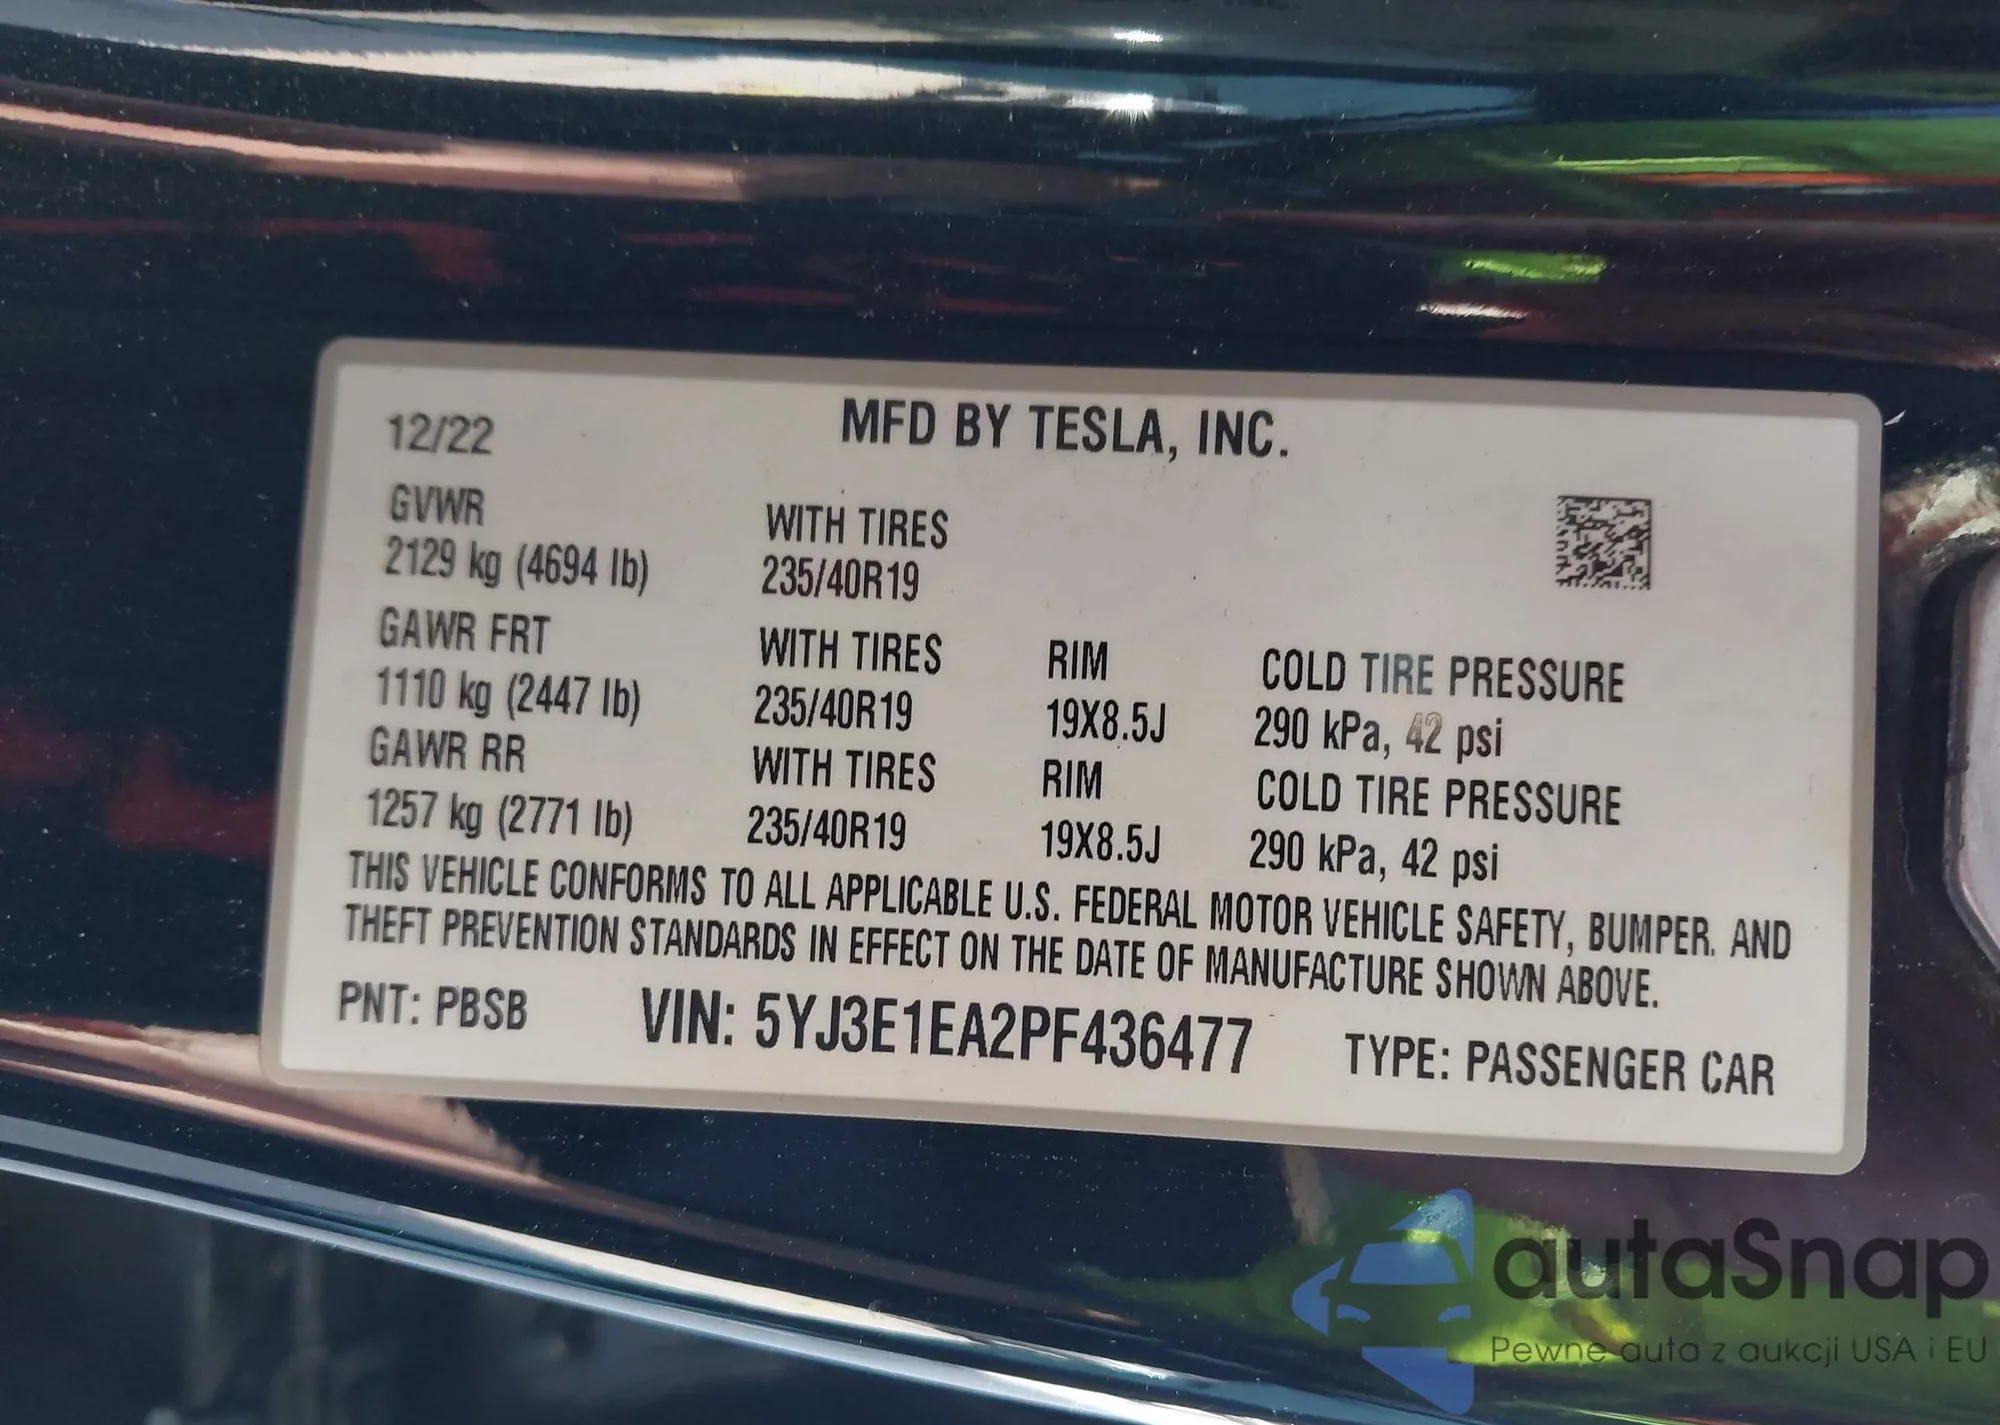 12/22 MFD BY TESLA, INC.
GVWR WITH TIRES
2129 kg (4694 lb) 235/40R19
GAWR FRT WITH TIRES RIM COLD TIRE PRESSURE
1110 kg (2447 lb) 235/40R19 19X8.5J 290 kPa, 42 psi
GAWR RR WITH TIRES RIM COLD TIRE PRESSURE
1257 kg (2771 lb) 235/40R19 19X8.5J 290 kPa, 42 psi
THIS VEHICLE CONFORMS TO ALL APPLICABLE U.S. FEDERAL MOTOR VEHICLE SAFETY, BUMPER. AND
THEFT PREVENTION STANDARDS IN EFFECT ON THE DATE OF MANUFACTURE SHOWN ABOVE.
PNT: PBSB VIN: 5YJ3E1EA2PF436477 TYPE: PASSENGER CAR
autaSnap
Pewne auta z aukcji USA i EU